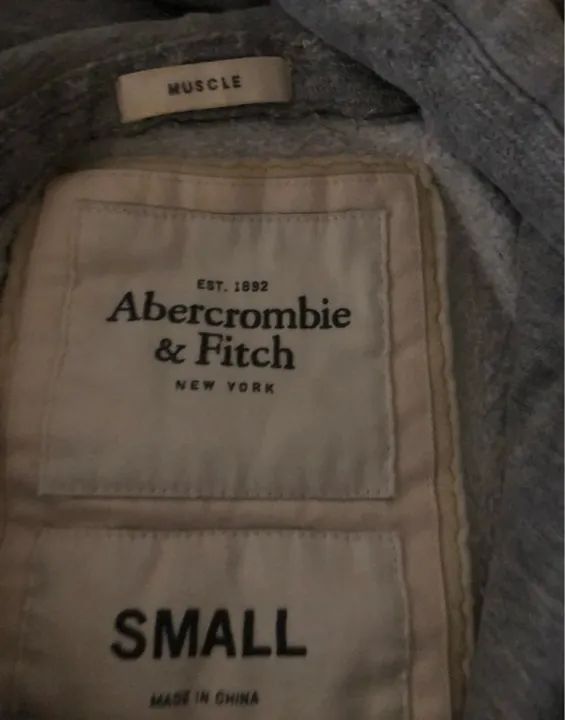 MUSCLE
EST. 1892
Abercrombie
& Fitch
NEW YORK
SMALL
MADE IN CHINA